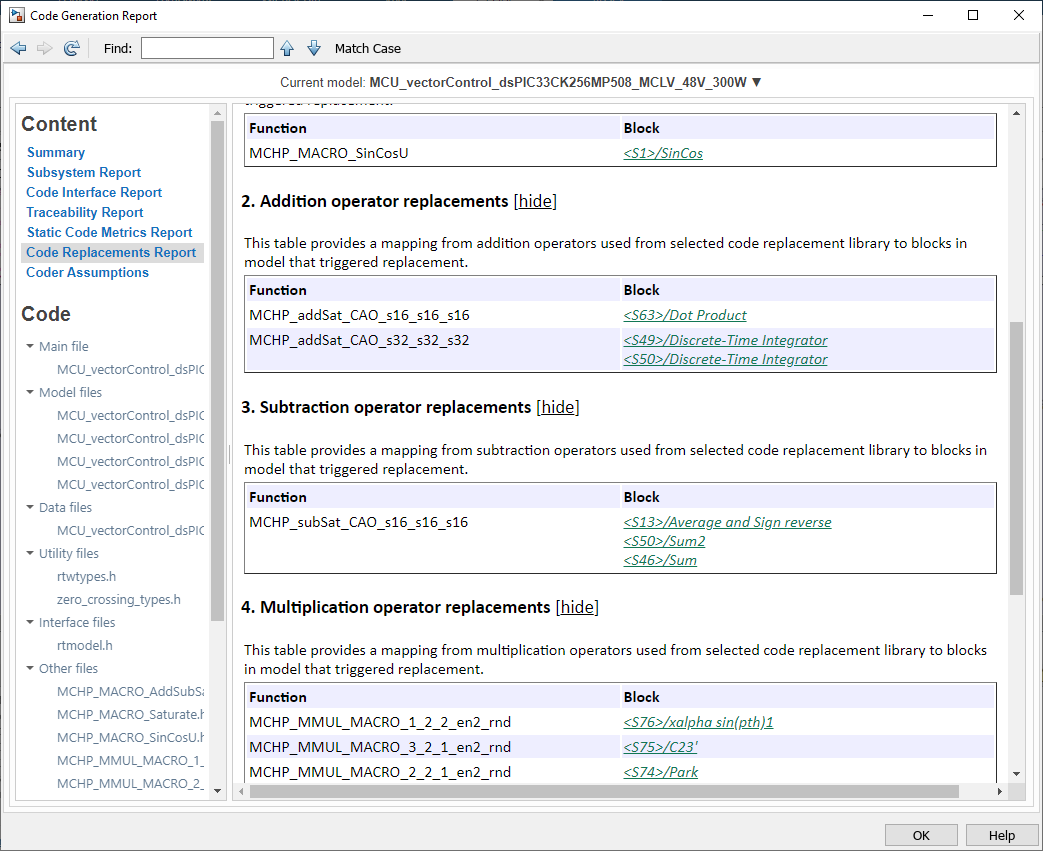 Code Generation Report
Find:
Match Case
Current model: MCU_vectorControl_dsPIC33CK256MP508_MCLV_48V_300W ▼
Content
Summary
Subsystem Report
Code Interface Report
Traceability Report
Static Code Metrics Report
Code Replacements Report
Coder Assumptions
Code
Main file
MCU_vectorControl_dsPIC
Model files
MCU_vectorControl_dsPIC
MCU_vectorControl_dsPIC
MCU_vectorControl_dsPIC
MCU_vectorControl_dsPIC
Data files
MCU_vectorControl_dsPIC
Utility files
rtwtypes.h
zero_crossing_types.h
Interface files
rtmodel.h
Other files
MCHP_MACRO_AddSubSa
MCHP_MACRO_Saturate.h
MCHP_MACRO_SinCosU.h
MCHP_MMUL_MACRO_1_
MCHP_MMUL_MACRO_2_
triggered replacement.
Function Block
MCHP_MACRO_SinCosU <S1>/SinCos
2. Addition operator replacements [hide]
This table provides a mapping from addition operators used from selected code replacement library to blocks in
model that triggered replacement.
Function Block
MCHP_addSat_CAO_s16_s16_s16 <S63>/Dot Product
MCHP_addSat_CAO_s32_s32_s32 <S49>/Discrete-Time Integrator
<S50>/Discrete-Time Integrator
3. Subtraction operator replacements [hide]
This table provides a mapping from subtraction operators used from selected code replacement library to blocks in
model that triggered replacement.
Function Block
MCHP_subSat_CAO_s16_s16_s16 <S13>/Average and Sign reverse
<S50>/Sum2
<S46>/Sum
4. Multiplication operator replacements [hide]
This table provides a mapping from multiplication operators used from selected code replacement library to blocks
in model that triggered replacement.
Function Block
MCHP_MMUL_MACRO_1_2_2_en2_rnd <S76>/xalpha sin(pth)1
MCHP_MMUL_MACRO_3_2_1_en2_rnd <S75>/C23'
MCHP_MMUL_MACRO_2_2_1_en2_rnd <S74>/Park
OK
Help